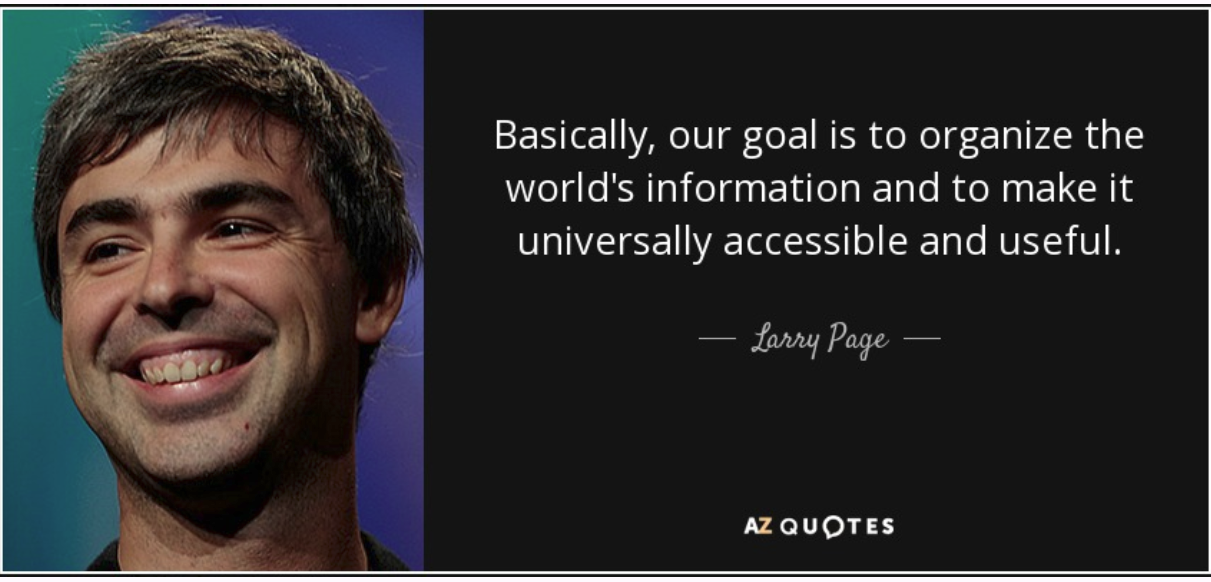 Basically, our goal is to organize the
world's information and to make it
universally accessible and useful.
Larry Page
AZ QUOTES